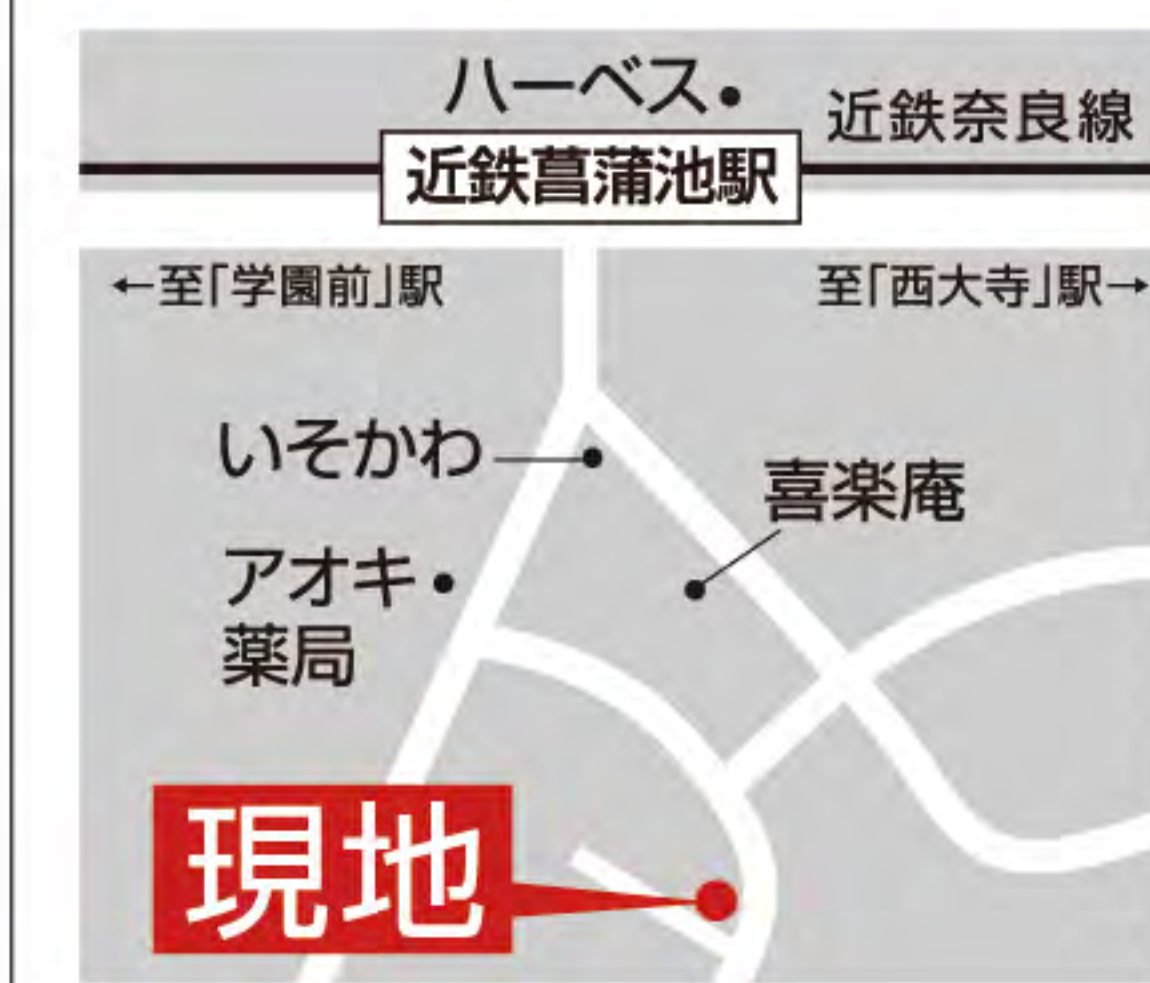 ハーベス
近鉄奈良線
近鉄菖蒲池駅
←至「学園前」駅
至「西大寺」駅→
いそかわ
喜楽庵
アオキ
薬局
現地